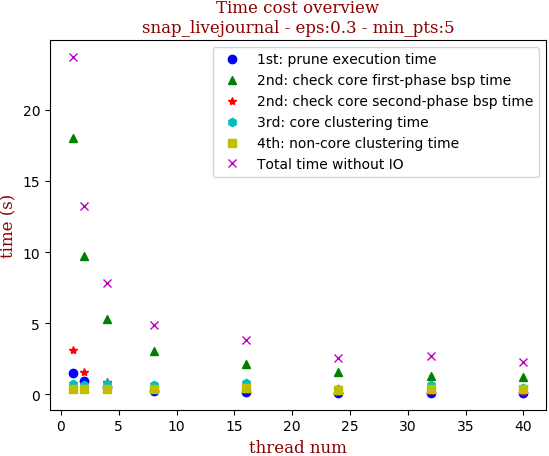 Time cost overview
snap_livejournal - eps:0.3 - min_pts:5
1st: prune execution time
2nd: check core first-phase bsp time
2nd: check core second-phase bsp time
3rd: core clustering time
4th: non-core clustering time
Total time without IO
time (s)
20
15
10
5
0
0 5 10 15 20 25 30 35 40
thread num